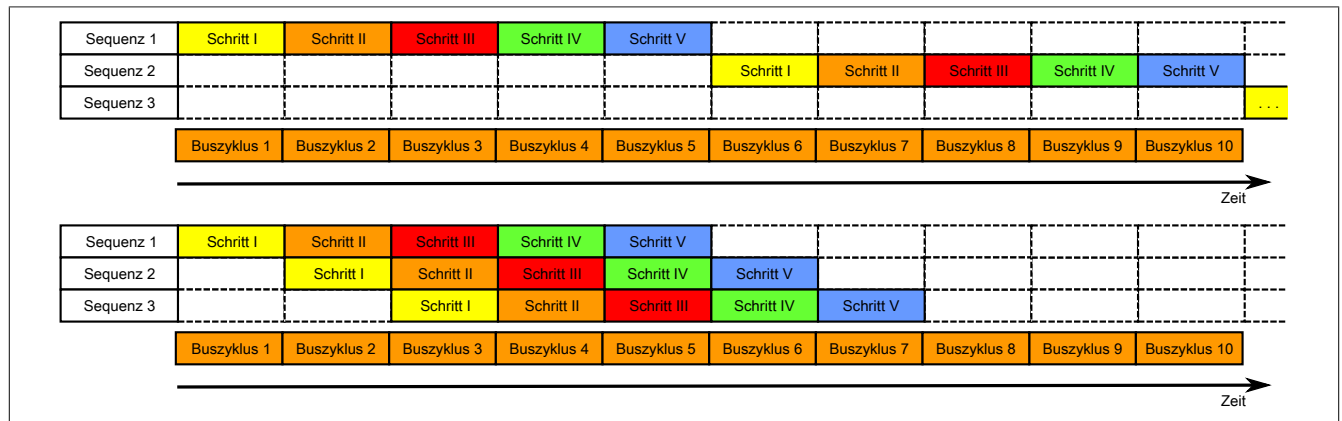 Sequenz 1 Schritt I Schritt II Schritt III Schritt IV Schritt V
Sequenz 2 Schritt I Schritt II Schritt III Schritt IV Schritt V
Sequenz 3 . . .
Buszyklus 1 Buszyklus 2 Buszyklus 3 Buszyklus 4 Buszyklus 5 Buszyklus 6 Buszyklus 7 Buszyklus 8 Buszyklus 9 Buszyklus 10
Zeit
Sequenz 1 Schritt I Schritt II Schritt III Schritt IV Schritt V
Sequenz 2 Schritt I Schritt II Schritt III Schritt IV Schritt V
Sequenz 3 Schritt I Schritt II Schritt III Schritt IV Schritt V
Buszyklus 1 Buszyklus 2 Buszyklus 3 Buszyklus 4 Buszyklus 5 Buszyklus 6 Buszyklus 7 Buszyklus 8 Buszyklus 9 Buszyklus 10
Zeit